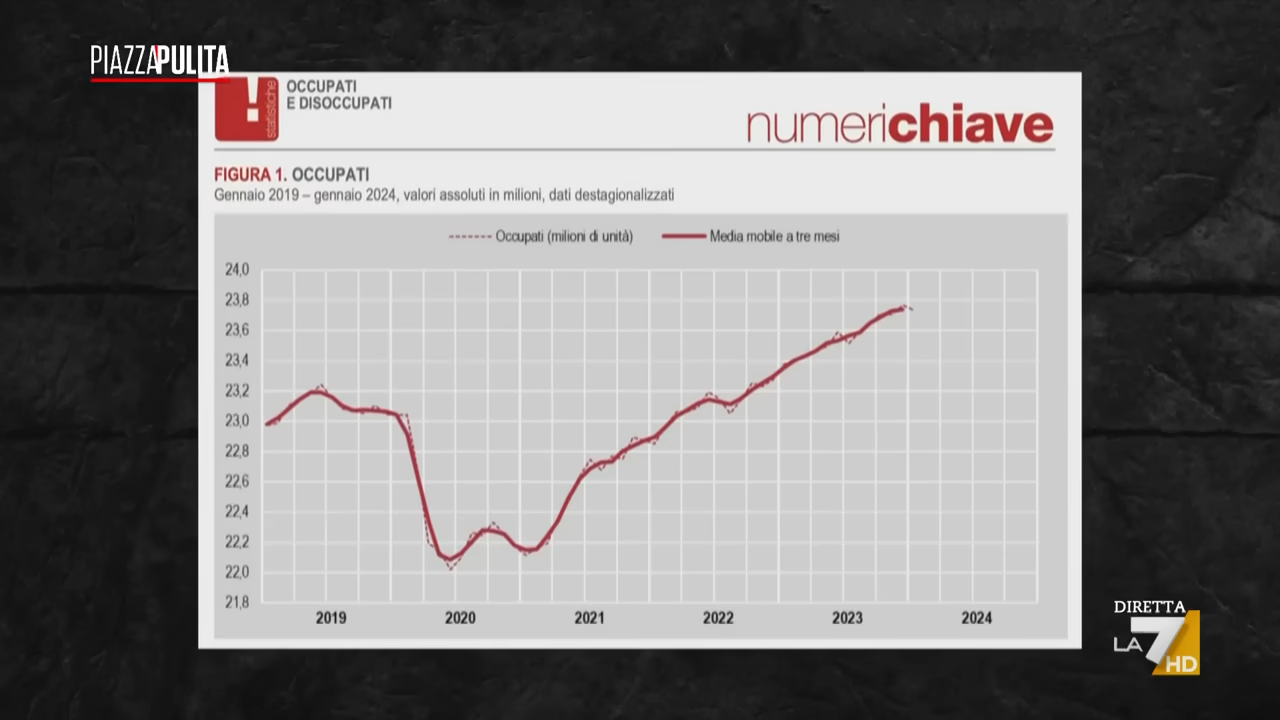 PIAZZAPULITA
statistiche
OCCUPATI
E DISOCCUPATI
numerichiave
FIGURA 1. OCCUPATI
Gennaio 2019 – gennaio 2024, valori assoluti in milioni, dati destagionalizzati
Occupati (milioni di unità) Media mobile a tre mesi
24,0
23,8
23,6
23,4
23,2
23,0
22,8
22,6
22,4
22,2
22,0
21,8
2019 2020 2021 2022 2023 2024
DIRETTA
LA 7 HD